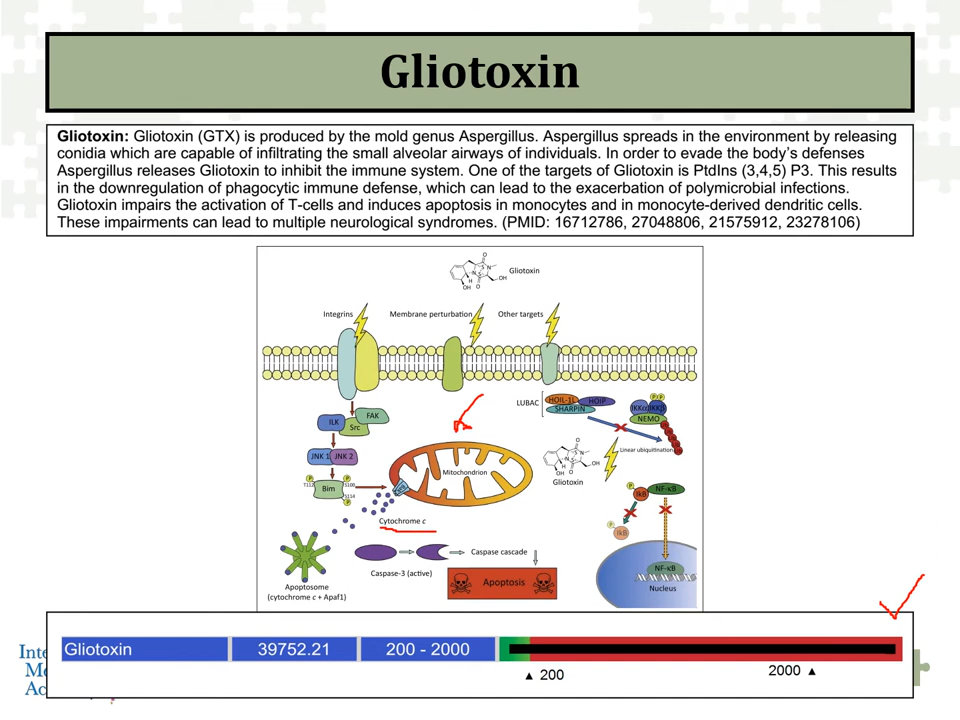 Gliotoxin
Gliotoxin: Gliotoxin (GTX) is produced by the mold genus Aspergillus. Aspergillus spreads in the environment by releasing
conidia which are capable of infiltrating the small alveolar airways of individuals. In order to evade the body's defenses
Aspergillus releases Gliotoxin to inhibit the immune system. One of the targets of Gliotoxin is PtdIns (3,4,5) P3. This results
in the downregulation of phagocytic immune defense, which can lead to the exacerbation of polymicrobial infections.
Gliotoxin impairs the activation of T-cells and induces apoptosis in monocytes and in monocyte-derived dendritic cells.
These impairments can lead to multiple neurological syndromes. (PMID: 16712786, 27048806, 21575912, 23278106)
Gliotoxin
Integrins
Membrane perturbation
Other targets
LUBAC
HOIL-1L
HOIP
SHARPIN
IKKα
IKKβ
P P
NEMO
Linear ubiquitination
ILK
FAK
Src
JNK 1
JNK 2
Bim
P
T112
P
S100
S114
P
Mitochondrion
Cytochrome c
Gliotoxin
P
IkB
NF-κB
P
IkB
NF-κB
Nucleus
Caspase-3 (active)
Caspase cascade
Apoptosis
Apoptosome
(cytochrome c + Apaf1)
Gliotoxin
39752.21
200 - 2000
▲ 200
2000 ▲